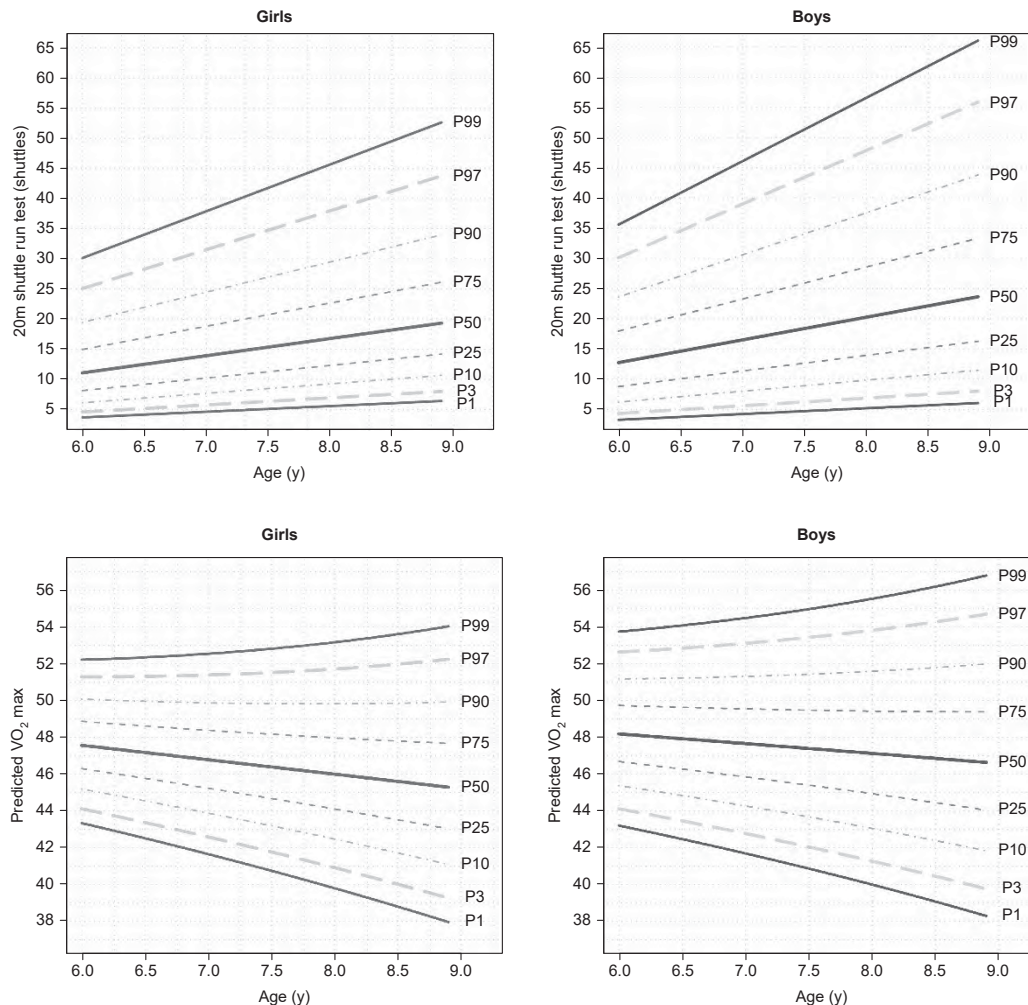 Girls
Boys
20m shuttle run test (shuttles)
65
60
55
50
45
40
35
30
25
20
15
10
5
P99
P97
P90
P75
P50
P25
P10
P3
P1
6.0 6.5 7.0 7.5 8.0 8.5 9.0
Age (y)
20m shuttle run test (shuttles)
65
60
55
50
45
40
35
30
25
20
15
10
5
P99
P97
P90
P75
P50
P25
P10
P3
P1
6.0 6.5 7.0 7.5 8.0 8.5 9.0
Age (y)
Girls
Boys
Predicted VO2 max
56
54
52
50
48
46
44
42
40
38
P99
P97
P90
P75
P50
P25
P10
P3
P1
6.0 6.5 7.0 7.5 8.0 8.5 9.0
Age (y)
Predicted VO2 max
56
54
52
50
48
46
44
42
40
38
P99
P97
P90
P75
P50
P25
P10
P3
P1
6.0 6.5 7.0 7.5 8.0 8.5 9.0
Age (y)